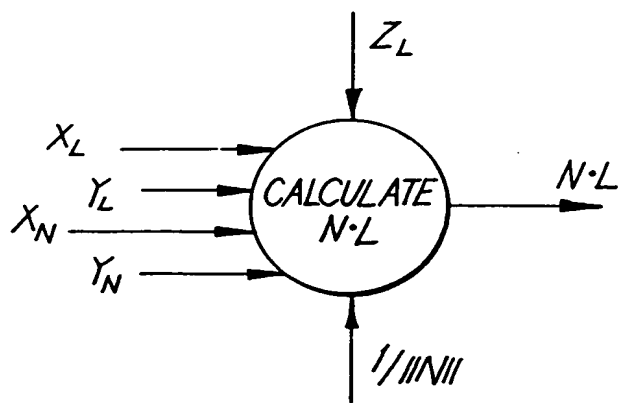 Z_L
X_L
Y_L
X_N
Y_N
CALCULATE
N·L
N·L
1/||N||